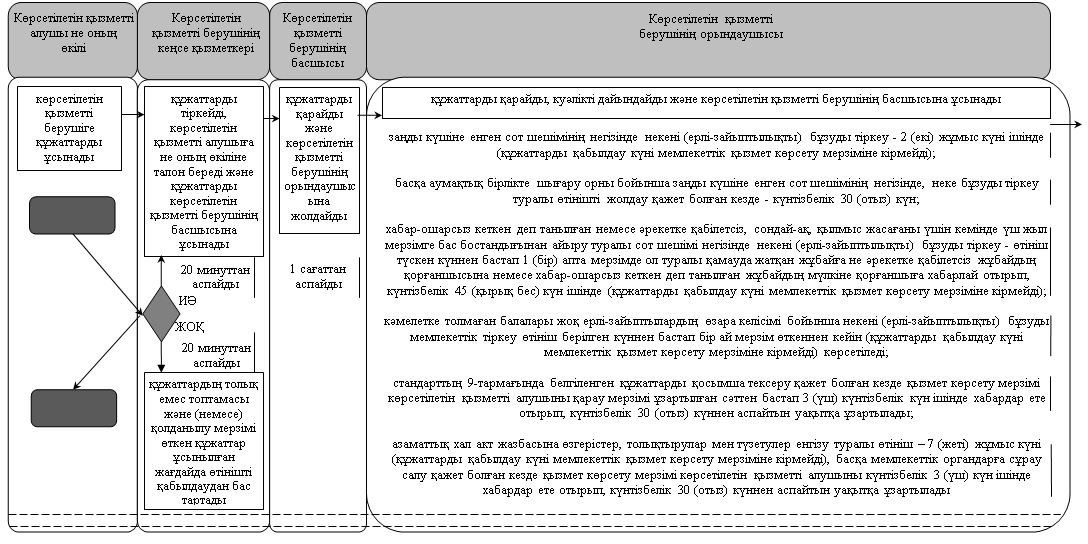 Көрсетілетін қызметті
алушы не оның
өкілі
Көрсетілетін
қызметті берушінің
кеңсе қызметкері
Көрсетілетін
қызметті
берушінің
басшысы
Көрсетілетін қызметті
берушінің орындаушысы
көрсетілетін
қызметті
берушіге
құжаттарды
ұсынады
құжаттарды
тіркейді,
көрсетілетін
қызметті алушыға
не оның өкіліне
талон береді және
құжаттарды
көрсетілетін
қызметті берушінің
басшысына
ұсынады
20 минуттан
аспайды
ИӘ
ЖОҚ
20 минуттан
аспайды
құжаттардың толық
емес топтамасы
және (немесе)
қолданылу мерзімі
өткен құжаттар
ұсынылған
жағдайда өтінішті
қабылдаудан бас
тартады
құжаттарды
қарайды
және
көрсетілетін
қызметті
берушінің
орындаушыс
ына
жолдайды
1 сағаттан
аспайды
құжаттарды қарайды, куәлікті дайындайды және көрсетілетін қызметті берушінің басшысына ұсынады
заңды күшіне енген сот шешімінің негізінде некені (ерлі-зайыптылықты) бұзуды тіркеу - 2 (екі) жұмыс күні ішінде
(құжаттарды қабылдау күні мемлекеттік қызмет көрсету мерзіміне кірмейді);
басқа аумақтық бірлікте шығару орны бойынша заңды күшіне енген сот шешімінің негізінде, неке бұзуды тіркеу
туралы өтінішті жолдау қажет болған кезде - күнтізбелік 30 (отыз) күн;
хабар-ошарсыз кеткен деп танылған немесе әрекетке қабілетсіз, сондай-ақ, қылмыс жасағаны үшін кемінде үш жыл
мерзімге бас бостандығынан айыру туралы сот шешімі негізінде некені (ерлі-зайыптылықты) бұзуды тіркеу - өтініш
түскен күннен бастап 1 (бір) апта мерзімде ол туралы қамауда жатқан жұбайға не әрекетке қабілетсіз жұбайдың
қорғаншысына немесе хабар-ошарсыз кеткен деп танылған жұбайдың мүлкіне қорғаншыға хабарлай отырып,
күнтізбелік 45 (қырық бес) күн ішінде (құжаттарды қабылдау күні мемлекеттік қызмет көрсету мерзіміне кірмейді);
кәмелетке толмаған балалары жоқ ерлі-зайыптылардың өзара келісімі бойынша некені (ерлі-зайыптылықты) бұзуды
мемлекеттік тіркеу өтініш берілген күннен бастап бір ай мерзім өткеннен кейін (құжаттарды қабылдау күні
мемлекеттік қызмет көрсету мерзіміне кірмейді) көрсетіледі;
стандарттың 9-тармағында белгіленген құжаттарды қосымша тексеру қажет болған кезде қызмет көрсету мерзімі
көрсетілетін қызметті алушыны қарау мерзімі ұзартылған сәттен бастап 3 (үш) күнтізбелік күн ішінде хабардар ете
отырып, күнтізбелік 30 (отыз) күннен аспайтын уақытқа ұзартылады;
азаматтық хал акт жазбасына өзгерістер, толықтырулар мен түзетулер енгізу туралы өтініш – 7 (жеті) жұмыс күні
(құжаттарды қабылдау күні мемлекеттік қызмет көрсету мерзіміне кірмейді), басқа мемлекеттік органдарға сұрау
салу қажет болған кезде қызмет көрсету мерзімі көрсетілетін қызметті алушыны күнтізбелік 3 (үш) күн ішінде
хабардар ете отырып, күнтізбелік 30 (отыз) күннен аспайтын уақытқа ұзартылады